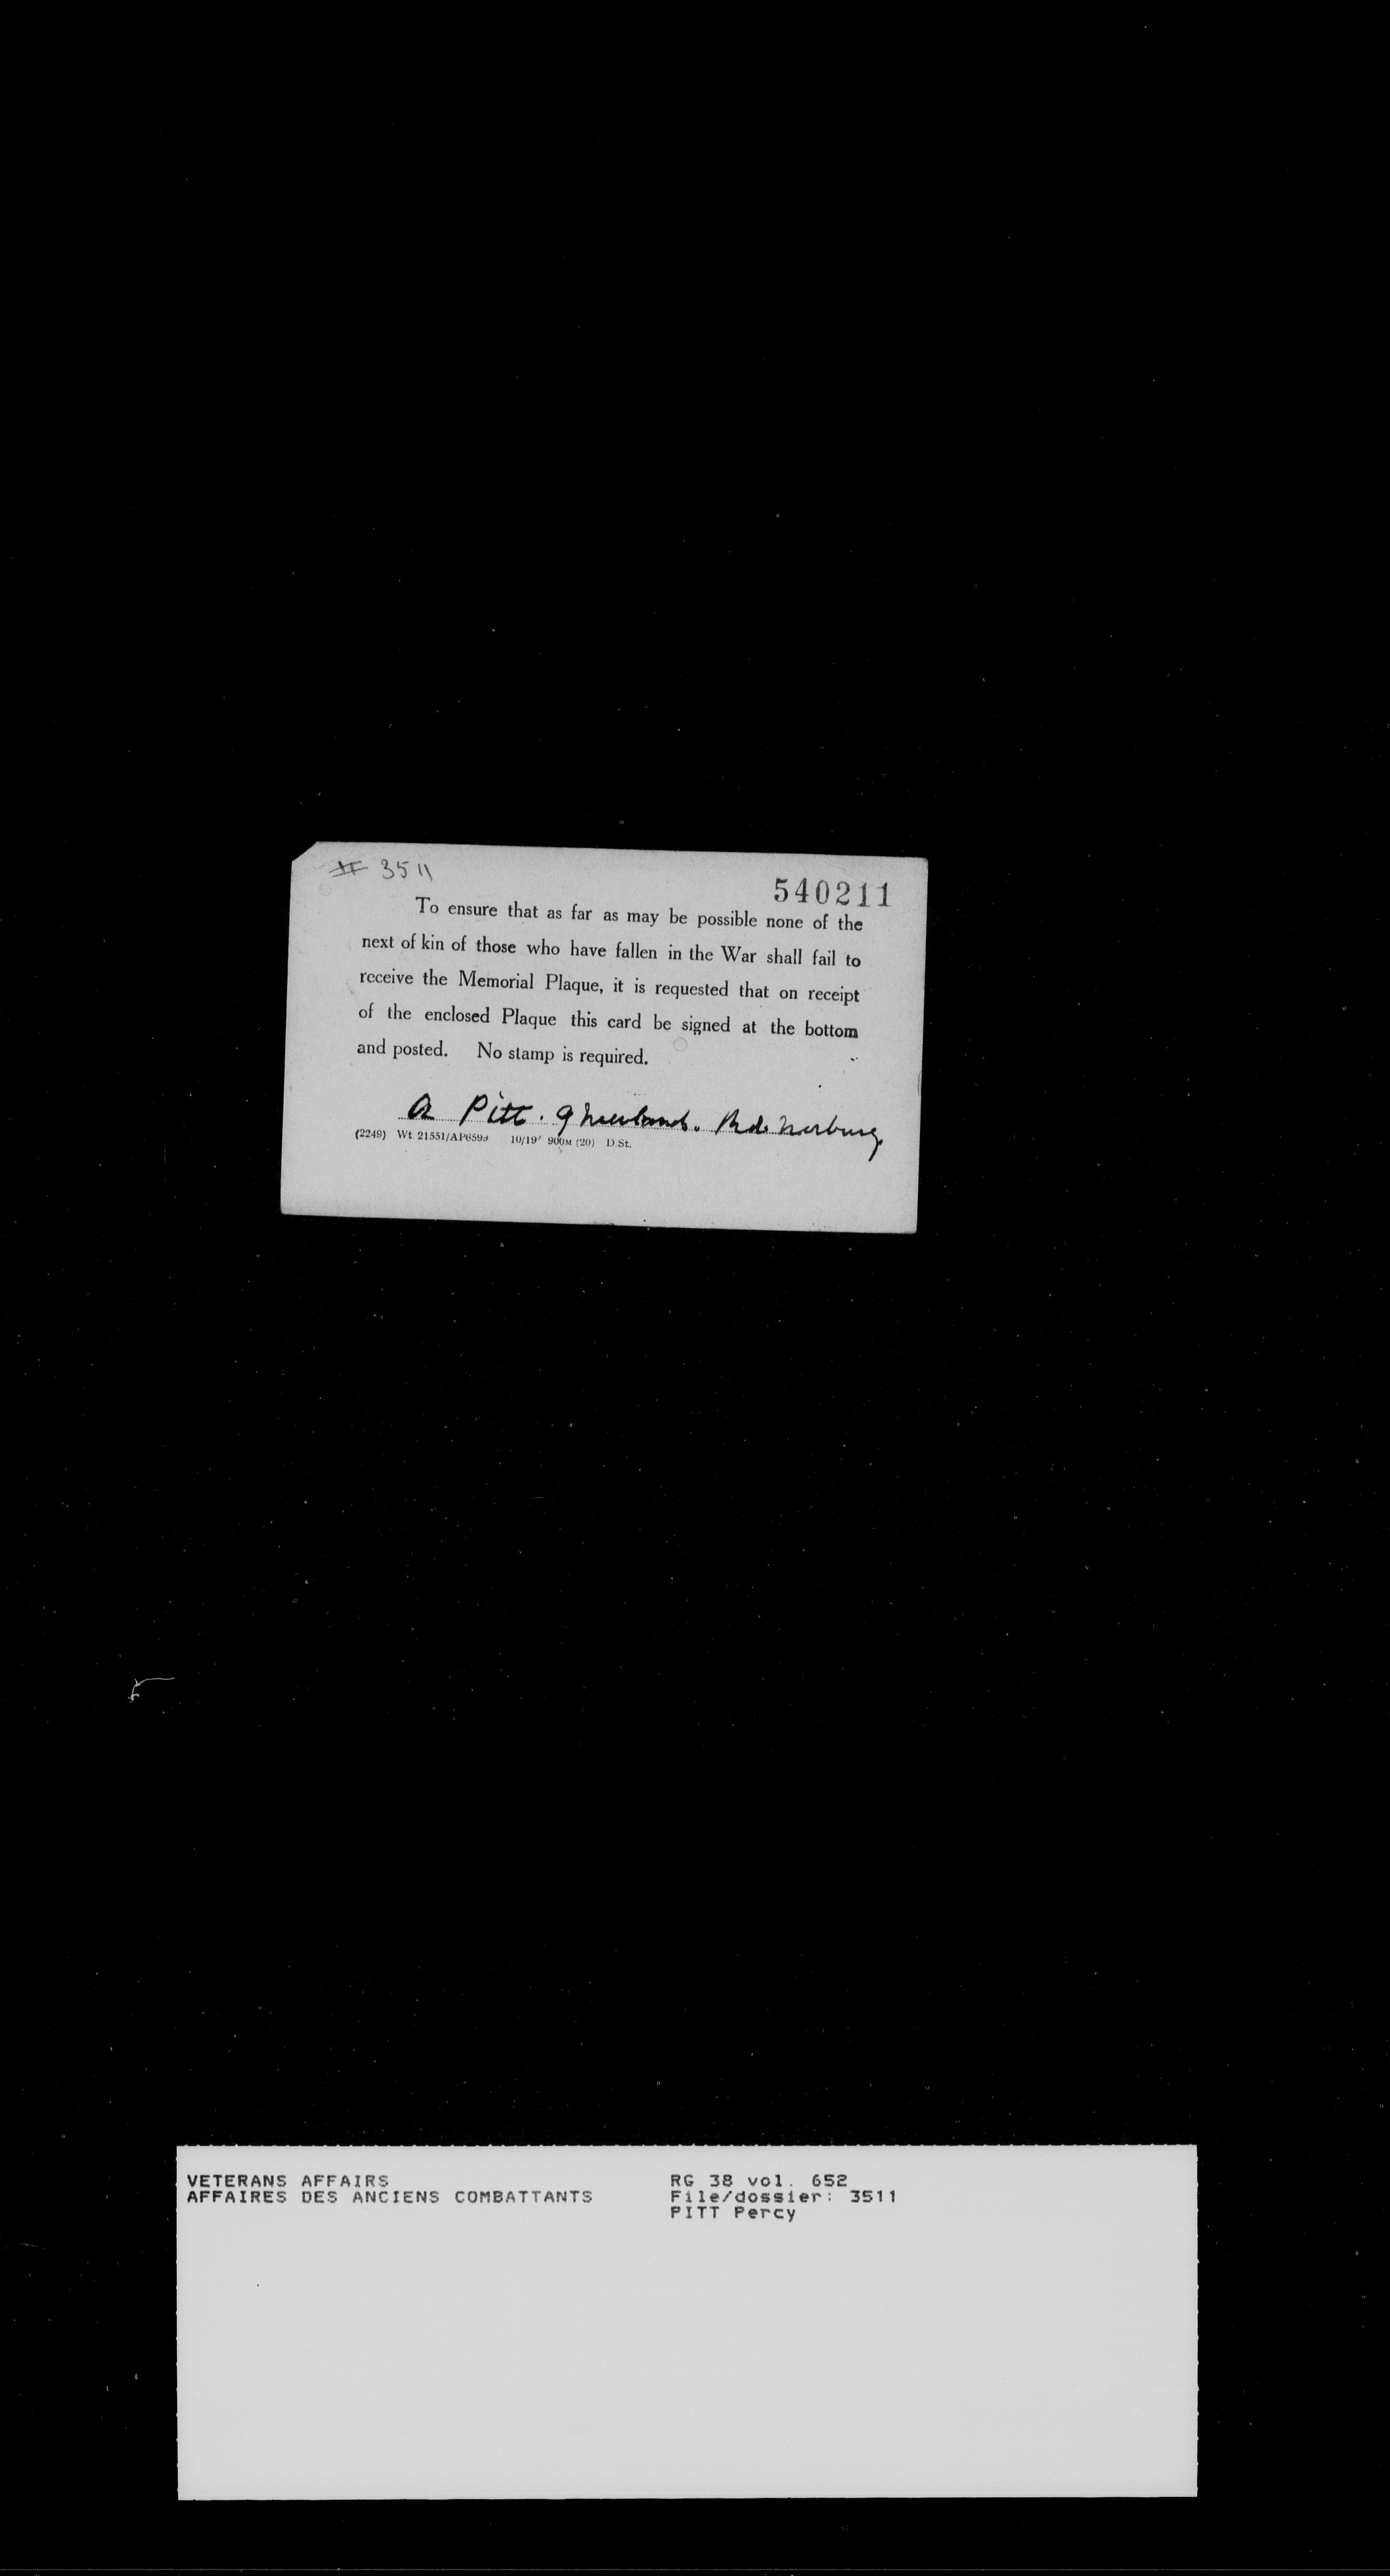 # 3511
540211
To ensure that as far as may be possible none of the
next of kin of those who have fallen in the War shall fail to
receive the Memorial Plaque, it is requested that on receipt
of the enclosed Plaque this card be signed at the bottom
and posted. No stamp is required.
A Pitt. 9 Rd. Norbury
(2249) Wt. 21551/AP6599 10/19 900M (20) D.St.
VETERANS AFFAIRS
AFFAIRES DES ANCIENS COMBATTANTS
RG 38 vol. 652
File/dossier: 3511
PITT Percy